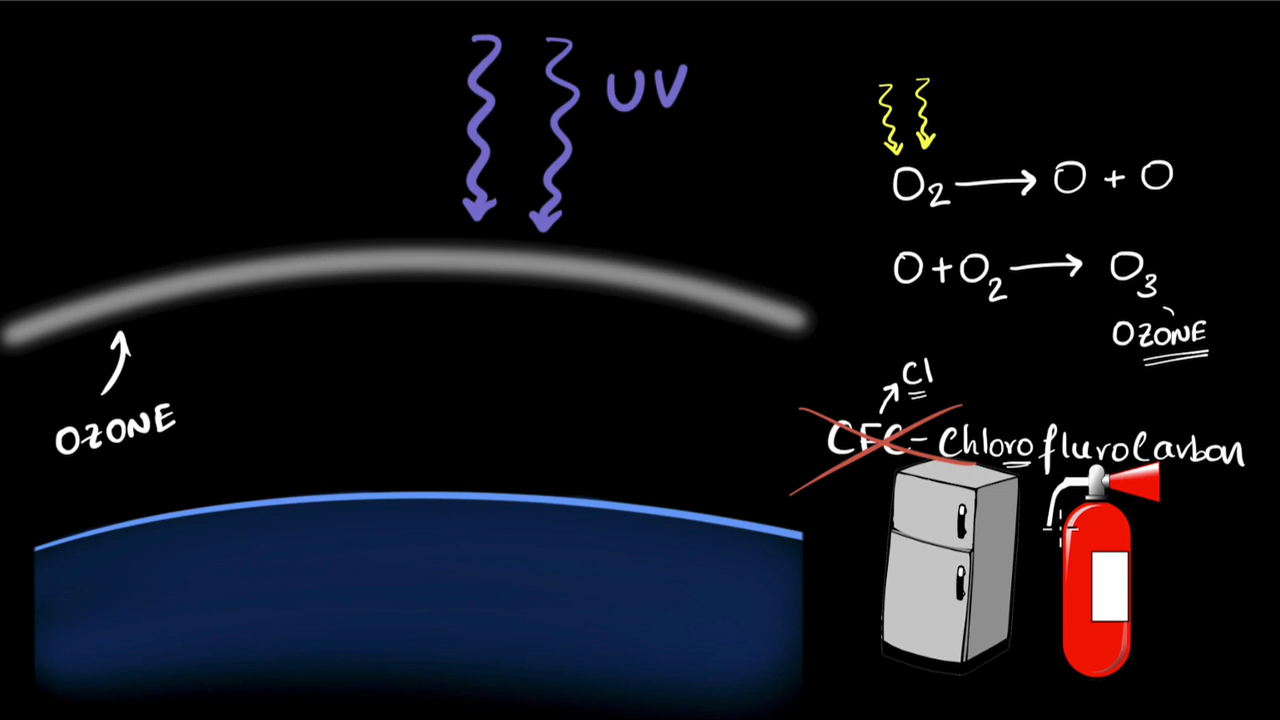 UV
O₂ → O + O
O + O₂ → O₃
OZONE
OZONE
Cl
CFC - Chloroflurocarbon